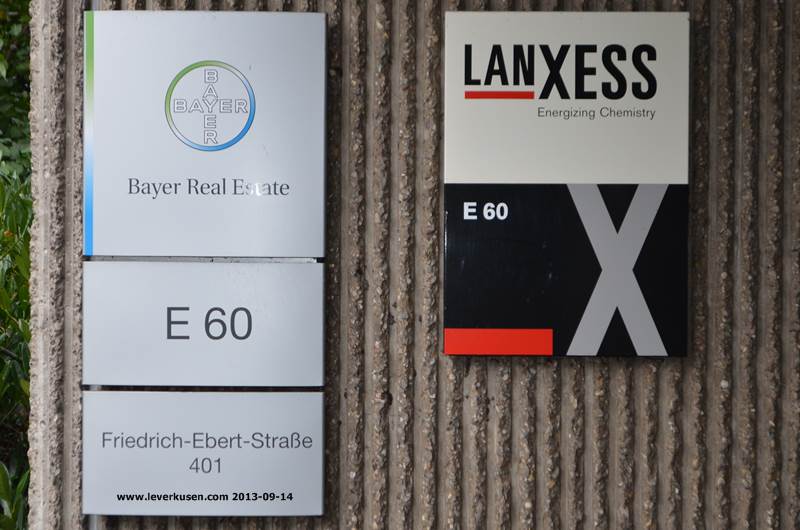 BAYER
BAYER
Bayer Real Estate
E 60
Friedrich-Ebert-Straße
401
www.leverkusen.com 2013-09-14
LANXESS
Energizing Chemistry
E 60
X